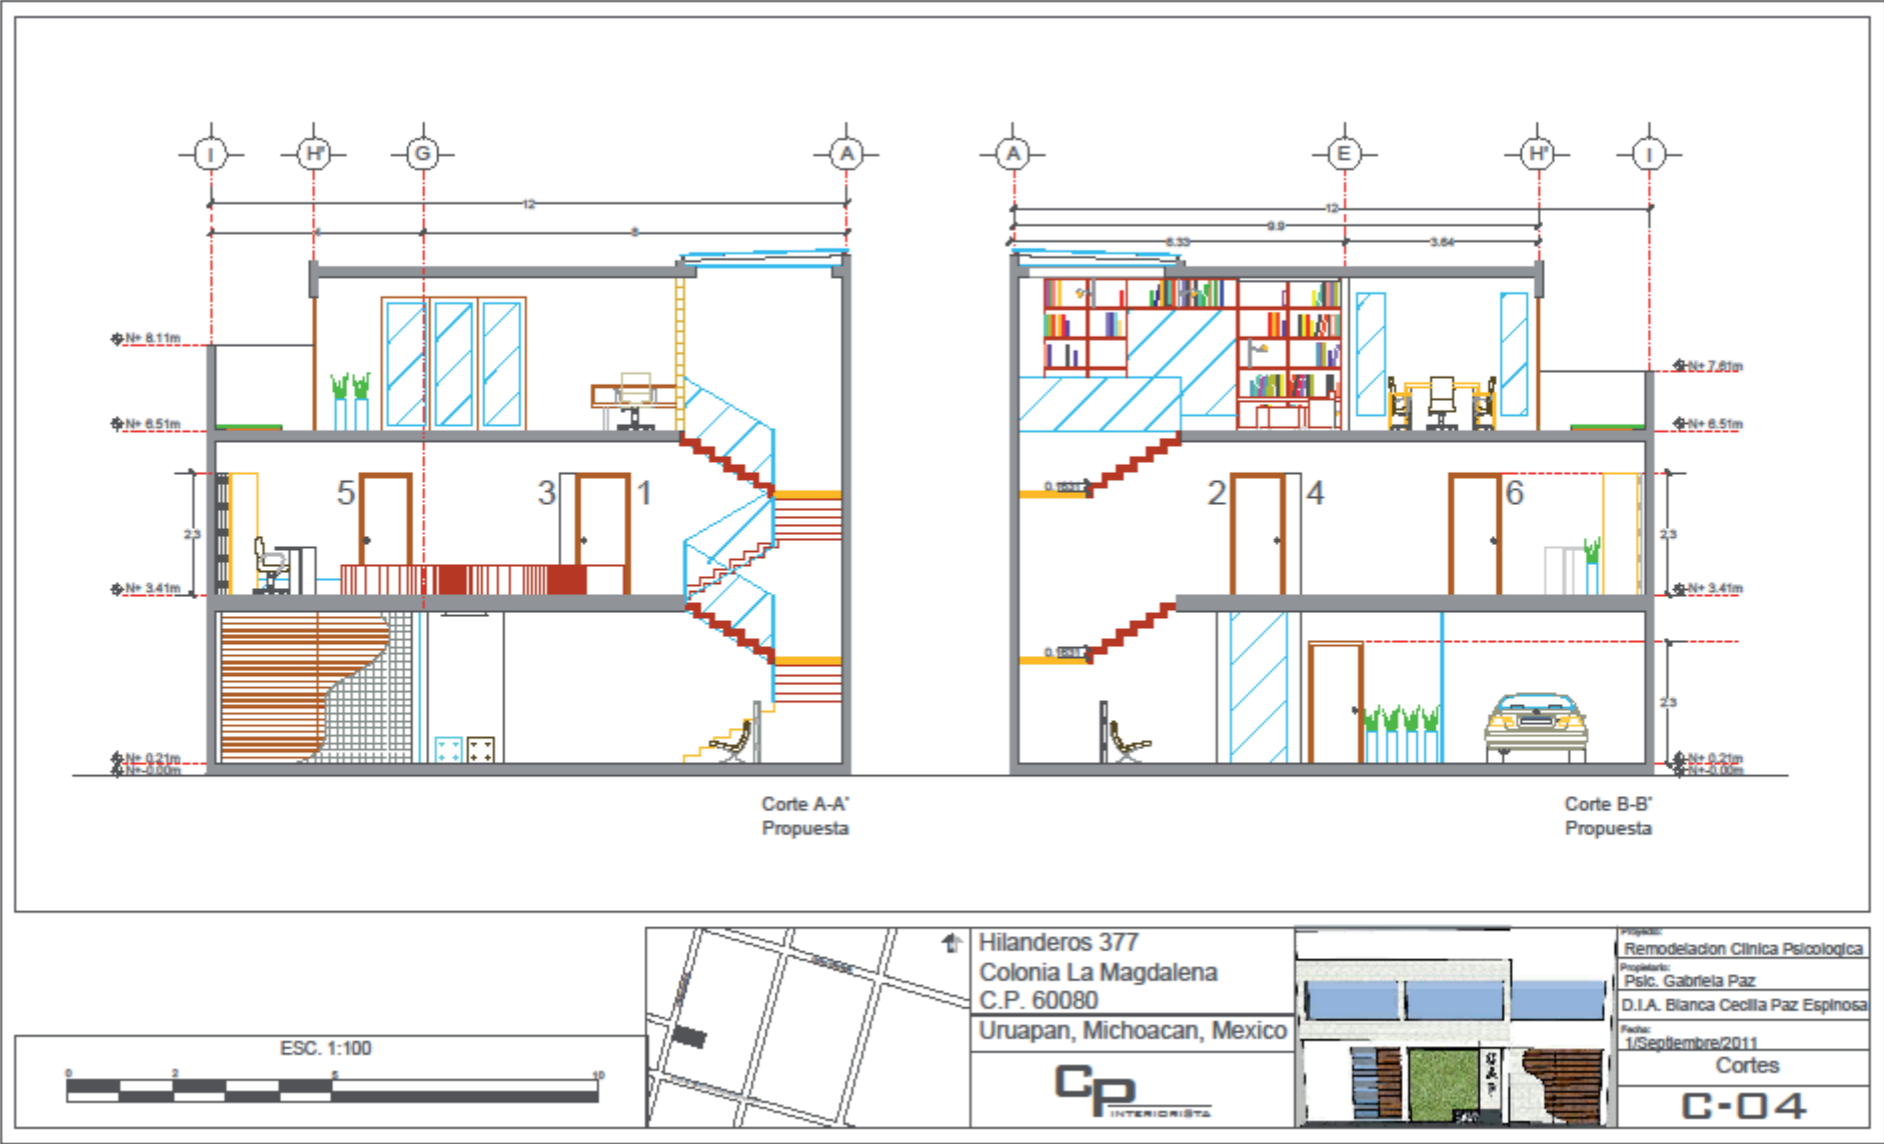 I H' G A
A E H' I
12
4 8
12
9.9
6.33 3.64
N+ 8.11m
N+ 6.51m
N+ 3.41m
N+ 0.21m
N+-0.00m
2.3
5 3 1
N+ 7.61m
N+ 6.51m
N+ 3.41m
N+ 0.21m
N+-0.00m
2 4 6
2.3
2.3
Corte A-A'
Propuesta
Corte B-B'
Propuesta
ESC. 1:100
0 2 5 10
Hilanderos 377
Colonia La Magdalena
C.P. 60080
Uruapan, Michoacan, Mexico
CP
INTERIORISTA
Proyecto:
Remodelacion Clinica Psicologica
Propietario:
Psic. Gabriela Paz
D.I.A. Blanca Cecilia Paz Espinosa
Fecha:
1/Septiembre/2011
Cortes
C-04